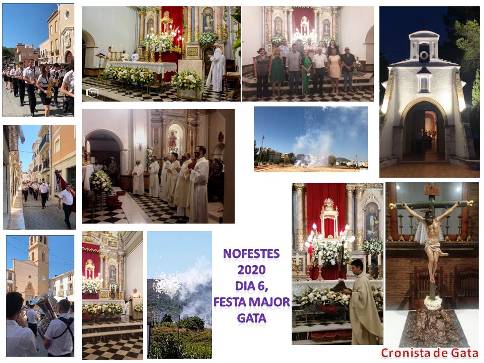 NOFESTES
2020
DIA 6,
FESTA MAJOR
GATA
Cronista de Gata